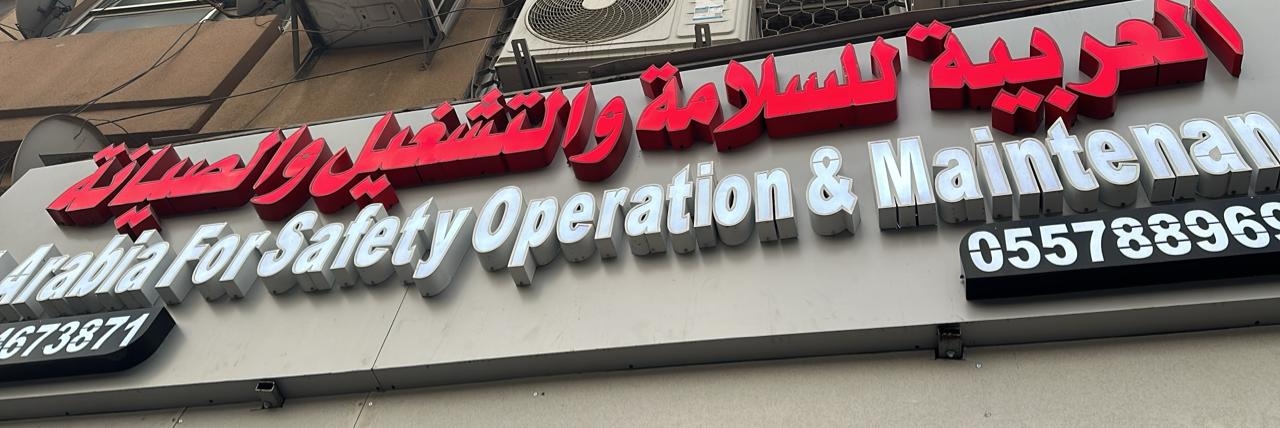 العربية للسلامة والتشغيل والصيانة
Arabia For Safety Operation & Maintenan
4673871
055788969